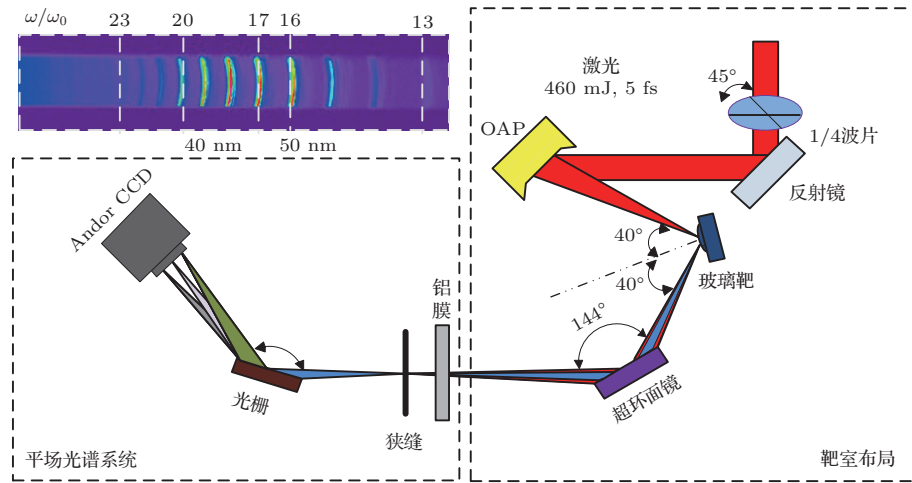 ω/ω0 23 20 17 16 13
40 nm 50 nm
激光
460 mJ, 5 fs
45°
OAP
1/4波片
反射镜
40°
40°
玻璃靶
144°
超环面镜
靶室布局
Andor CCD
铝
膜
光栅
狭缝
平场光谱系统